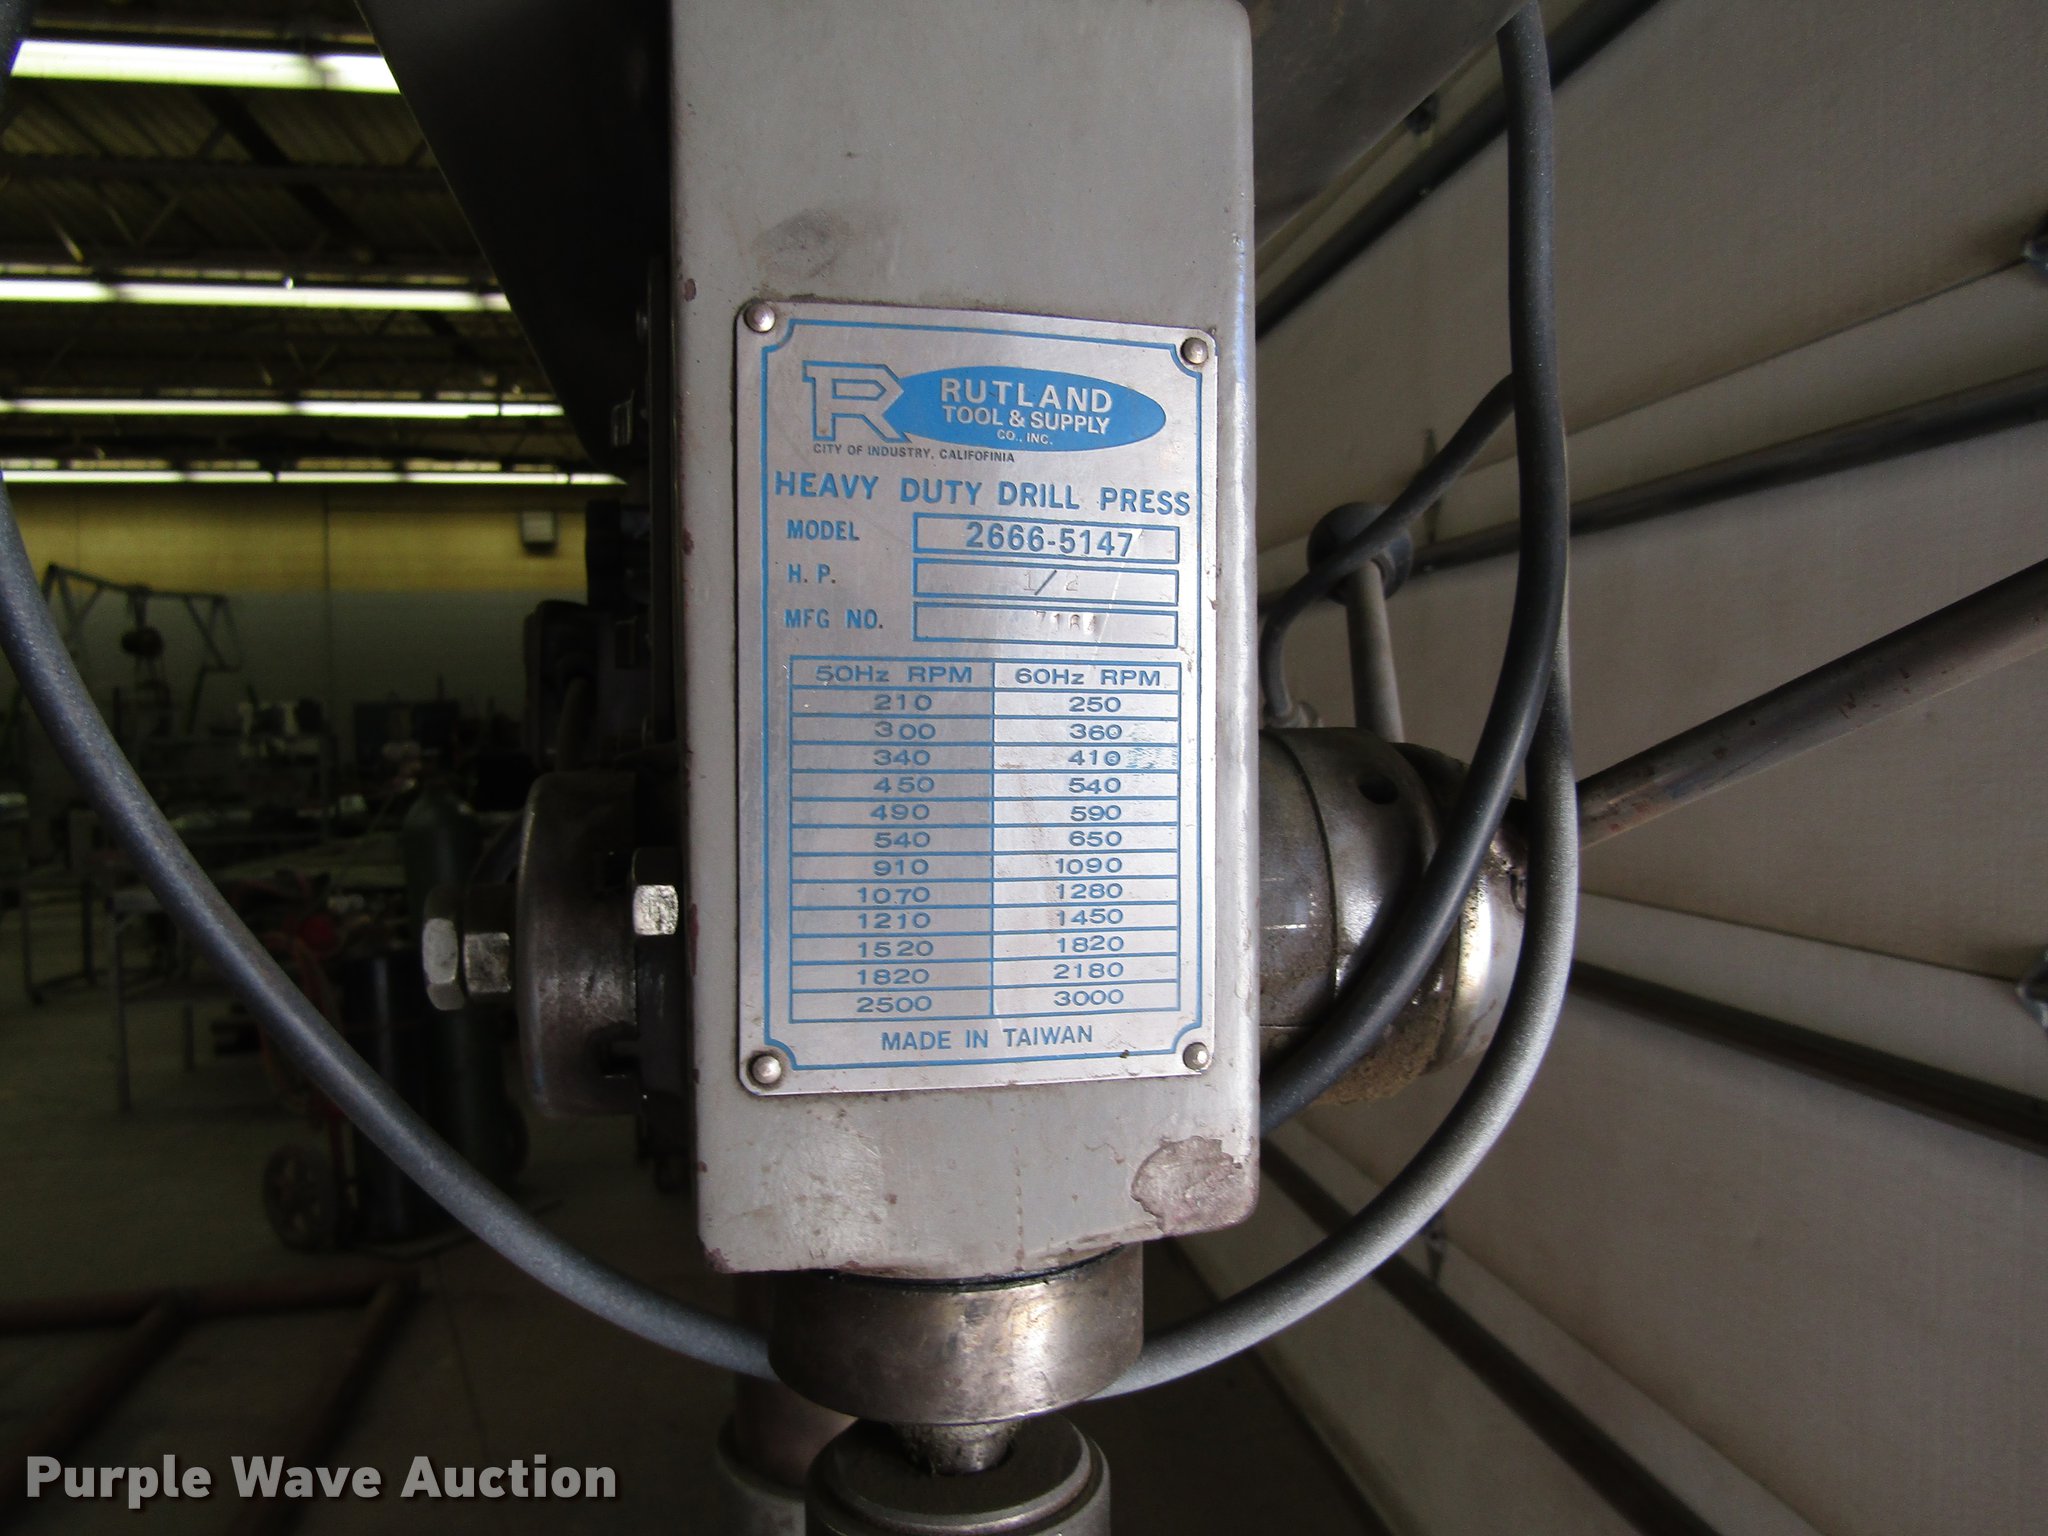 R RUTLAND
TOOL & SUPPLY
CO., INC.
CITY OF INDUSTRY, CALIFOFINIA
HEAVY DUTY DRILL PRESS
MODEL 2666-5147
H. P. 1/2
MFG NO.
50Hz RPM 60Hz RPM
210 250
300 360
340 410
450 540
490 590
540 650
910 1090
1070 1280
1210 1450
1520 1820
1820 2180
2500 3000
MADE IN TAIWAN
Purple Wave Auction